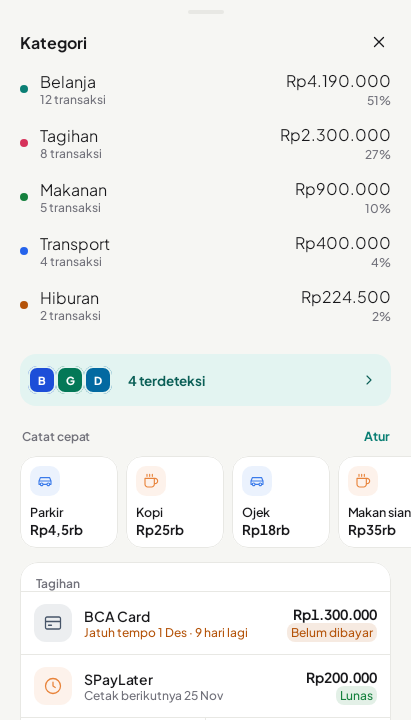 Kategori
Belanja Rp4.190.000
12 transaksi 51%
Tagihan Rp2.300.000
8 transaksi 27%
Makanan Rp900.000
5 transaksi 10%
Transport Rp400.000
4 transaksi 4%
Hiburan Rp224.500
2 transaksi 2%
B G D 4 terdeteksi
Catat cepat Atur
Parkir Kopi Ojek Makan sian
Rp4,5rb Rp25rb Rp18rb Rp35rb
Tagihan
BCA Card Rp1.300.000
Jatuh tempo 1 Des · 9 hari lagi Belum dibayar
SPayLater Rp200.000
Cetak berikutnya 25 Nov Lunas